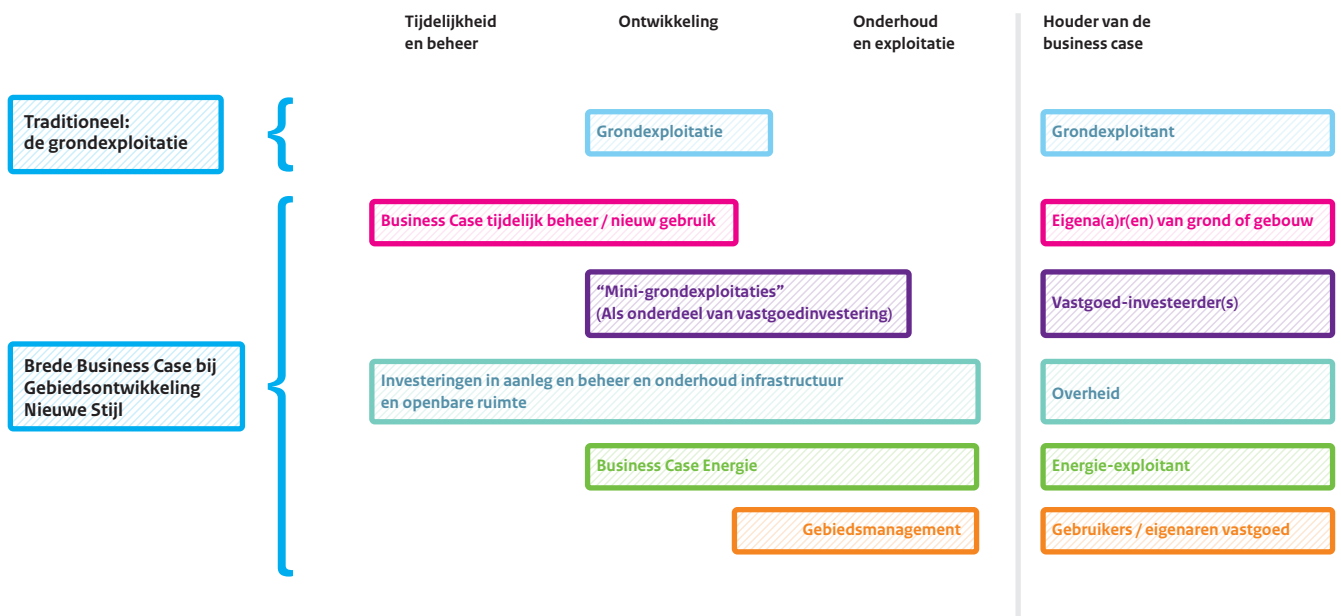 Tijdelijkheid
en beheer
Ontwikkeling
Onderhoud
en exploitatie
Houder van de
business case
Traditioneel:
de grondexploitatie
Grondexploitatie
Grondexploitant
Business Case tijdelijk beheer / nieuw gebruik
Eigena(a)r(en) van grond of gebouw
“Mini-grondexploitaties”
(Als onderdeel van vastgoedinvestering)
Vastgoed-investeerder(s)
Brede Business Case bij
Gebiedsontwikkeling
Nieuwe Stijl
Investeringen in aanleg en beheer en onderhoud infrastructuur
en openbare ruimte
Overheid
Business Case Energie
Energie-exploitant
Gebiedsmanagement
Gebruikers / eigenaren vastgoed